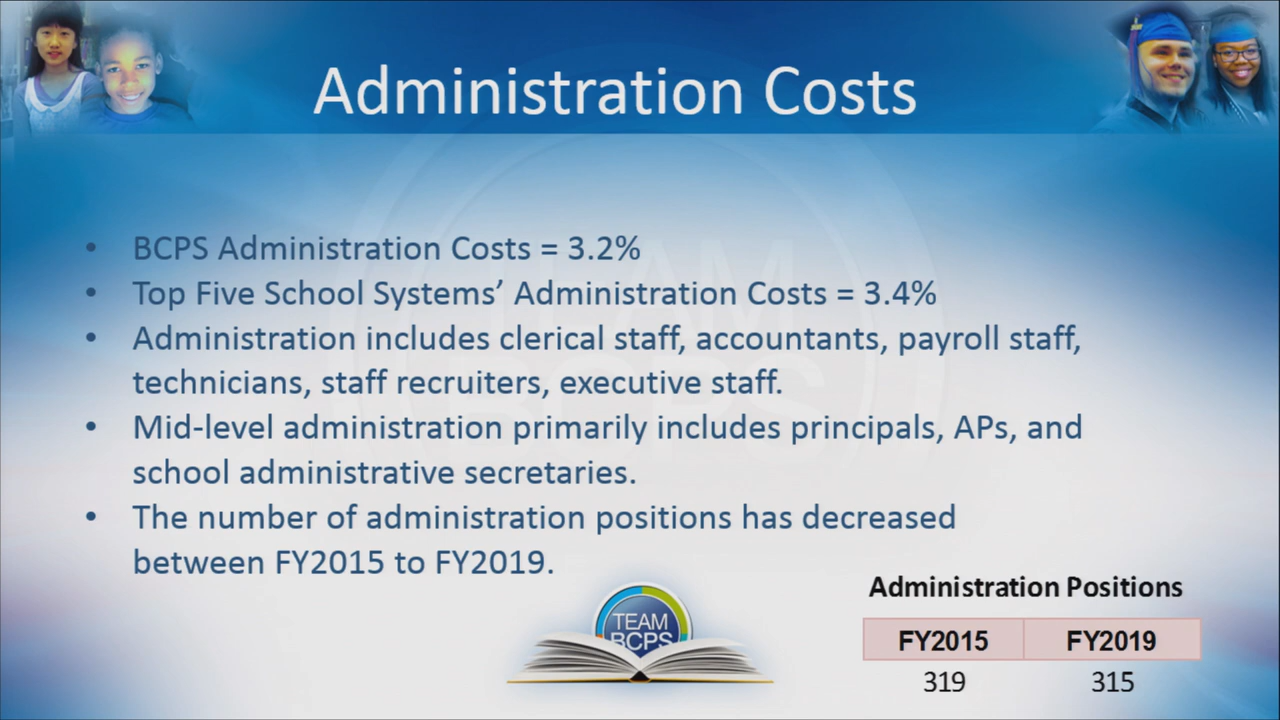 Administration Costs
• BCPS Administration Costs = 3.2%
• Top Five School Systems’ Administration Costs = 3.4%
• Administration includes clerical staff, accountants, payroll staff,
technicians, staff recruiters, executive staff.
• Mid-level administration primarily includes principals, APs, and
school administrative secretaries.
• The number of administration positions has decreased
between FY2015 to FY2019.
TEAM
BCPS
Administration Positions
FY2015 FY2019
319 315